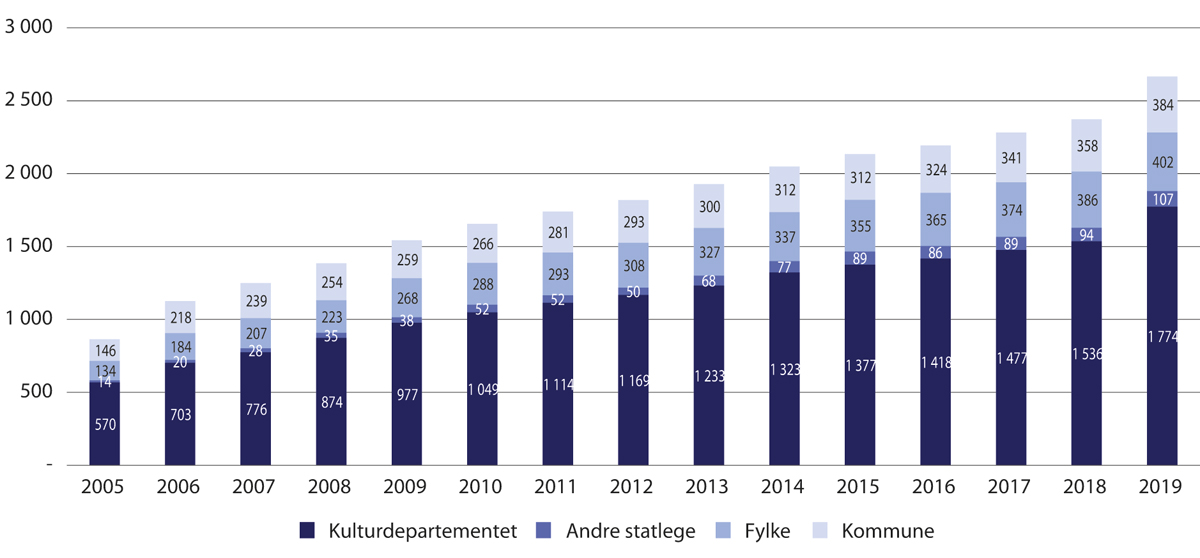 3 000
2 500
2 000
1 500
1 000
500
-
146 218 239 254 259 266 281 293 300 312 312 324 341 358 384
134 184 207 223 268 288 293 308 327 337 355 365 374 386 402
14 20 28 35 38 52 52 50 68 77 89 86 89 94 107
570 703 776 874 977 1 049 1 114 1 169 1 233 1 323 1 377 1 418 1 477 1 536 1 774
2005 2006 2007 2008 2009 2010 2011 2012 2013 2014 2015 2016 2017 2018 2019
Kulturdepartementet Andre statlege Fylke Kommune